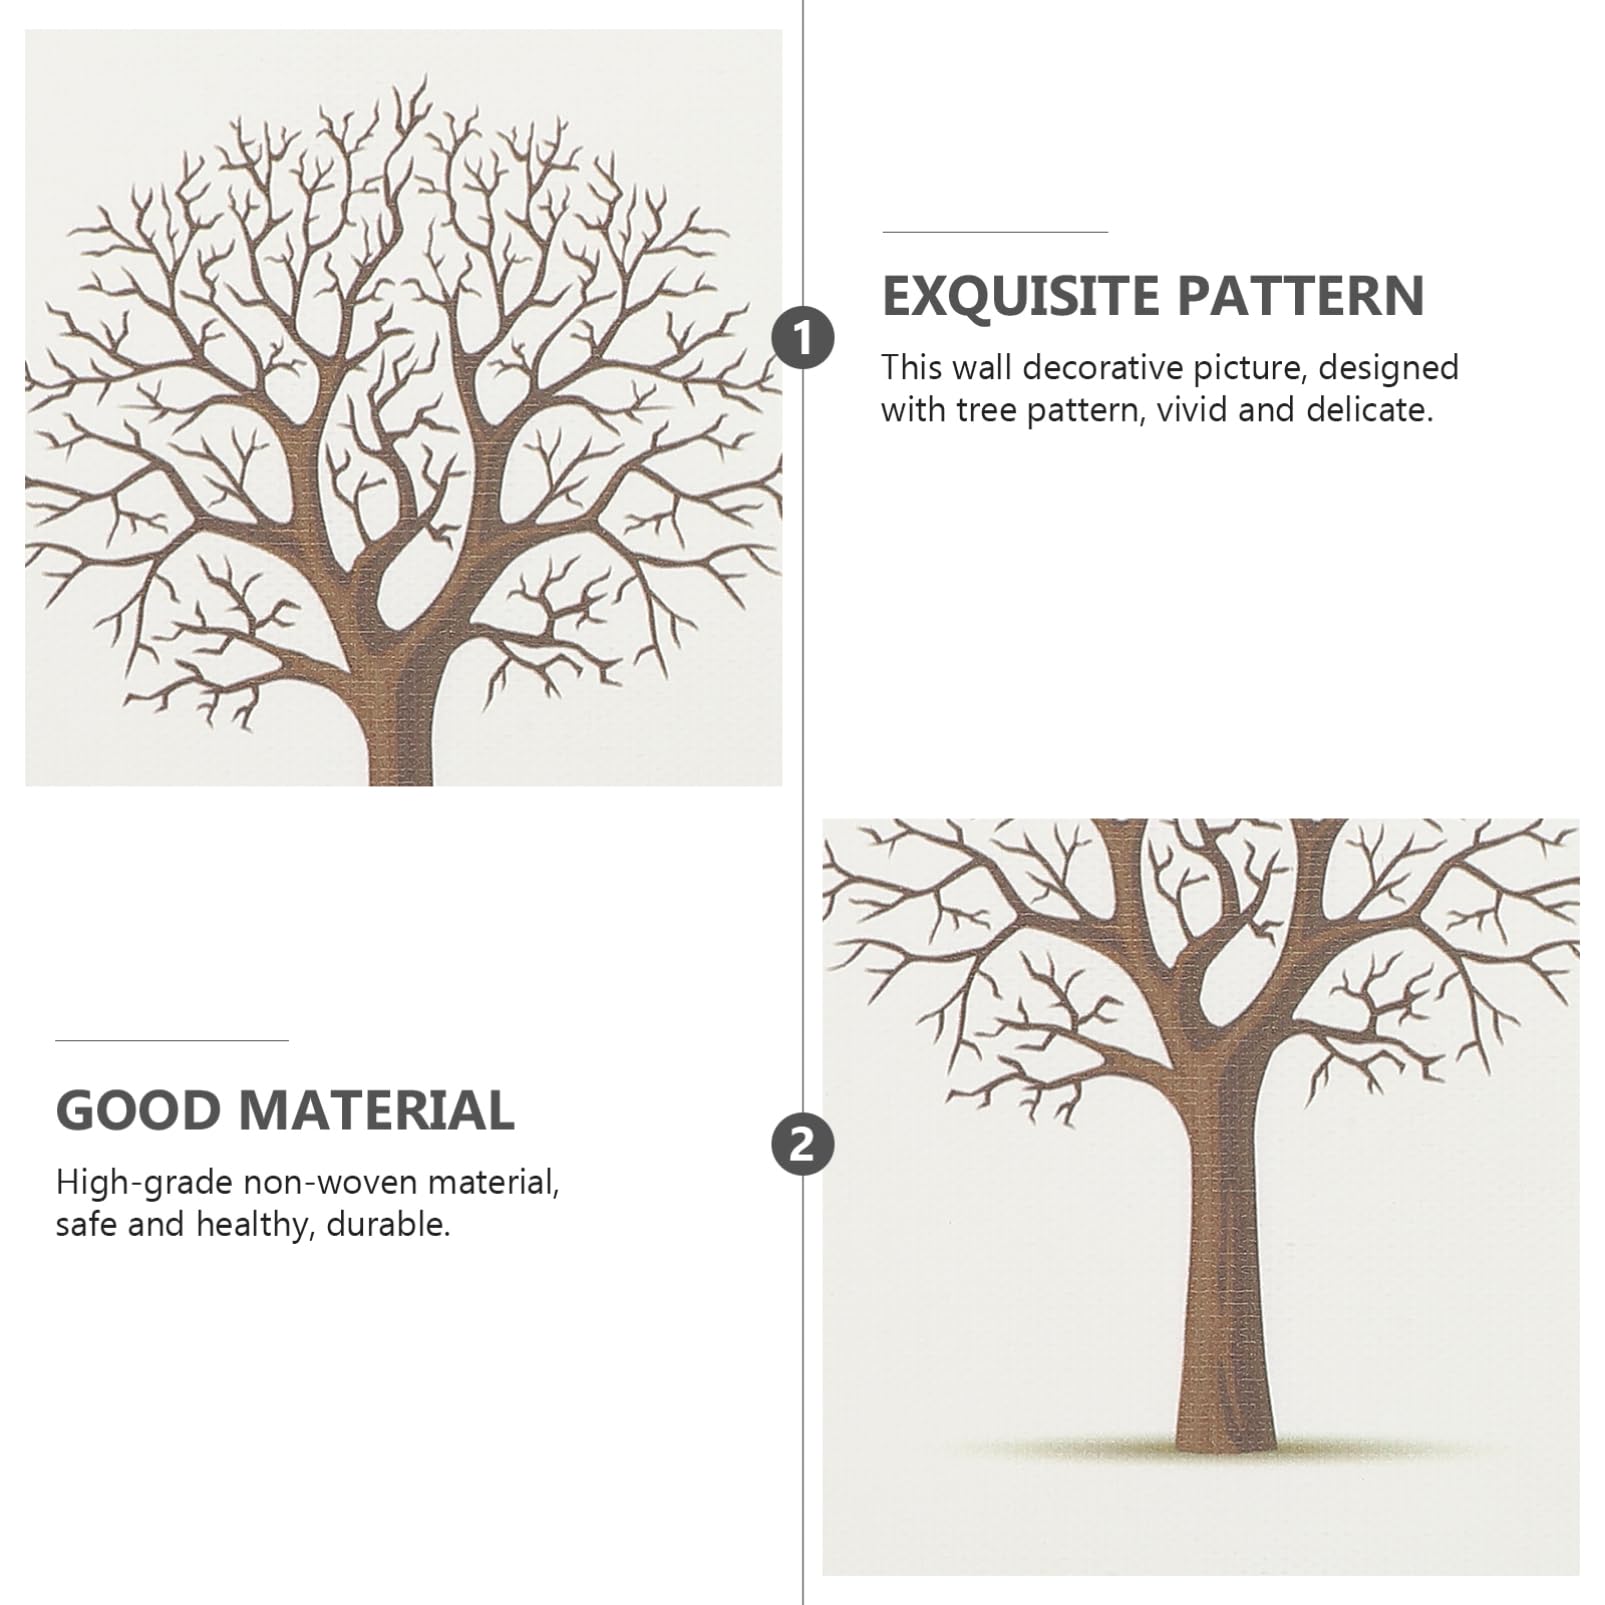 1
EXQUISITE PATTERN
This wall decorative picture, designed
with tree pattern, vivid and delicate.
2
GOOD MATERIAL
High-grade non-woven material,
safe and healthy, durable.